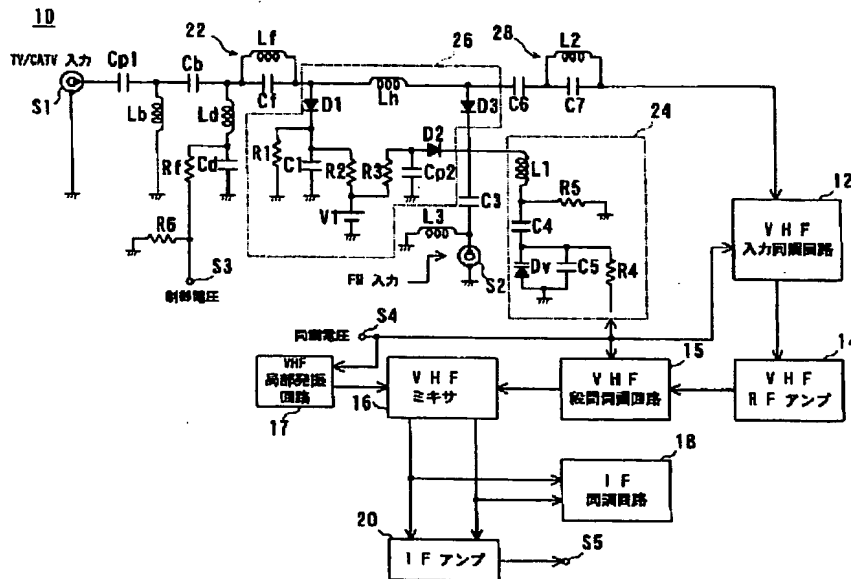 10
22
Lf
26
28
L2
TV/CATV 入力
Cp1
Cb
Cf
Lh
C6
C7
S1
D1
D3
Lb
Ld
D2
24
Rf
Cd
R1
C1
R2
R3
Cp2
L1
12
C3
R5
V1
L3
C4
R6
FM 入力
S2
Dv
C5
R4
VHF
入力同調回路
S3
制御電圧
同調電圧
S4
15
14
VHF
局部発振
回路
17
VHF
ミキサ
16
VHF
段間同調回路
VHF
RFアンプ
18
IF
同調回路
20
IFアンプ
S5